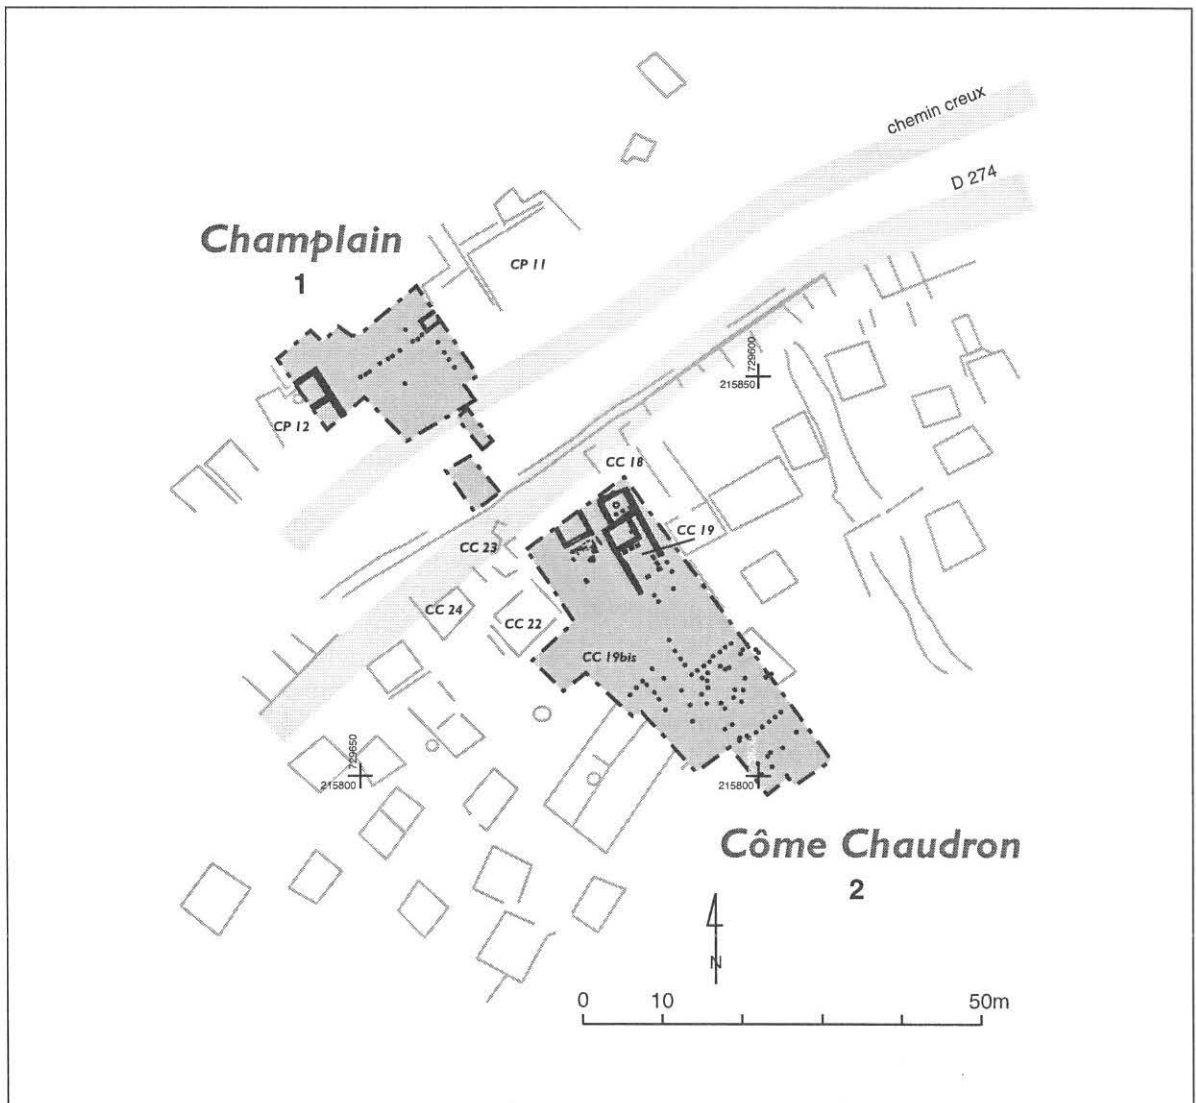 chemin creux
D 274
Champlain
1
CP 11
729600
215850
CP 12
CC 18
CC 19
CC 23
CC 24
CC 22
CC 19bis
729650
215800
215800
Côme Chaudron
2
N
0 10 50m